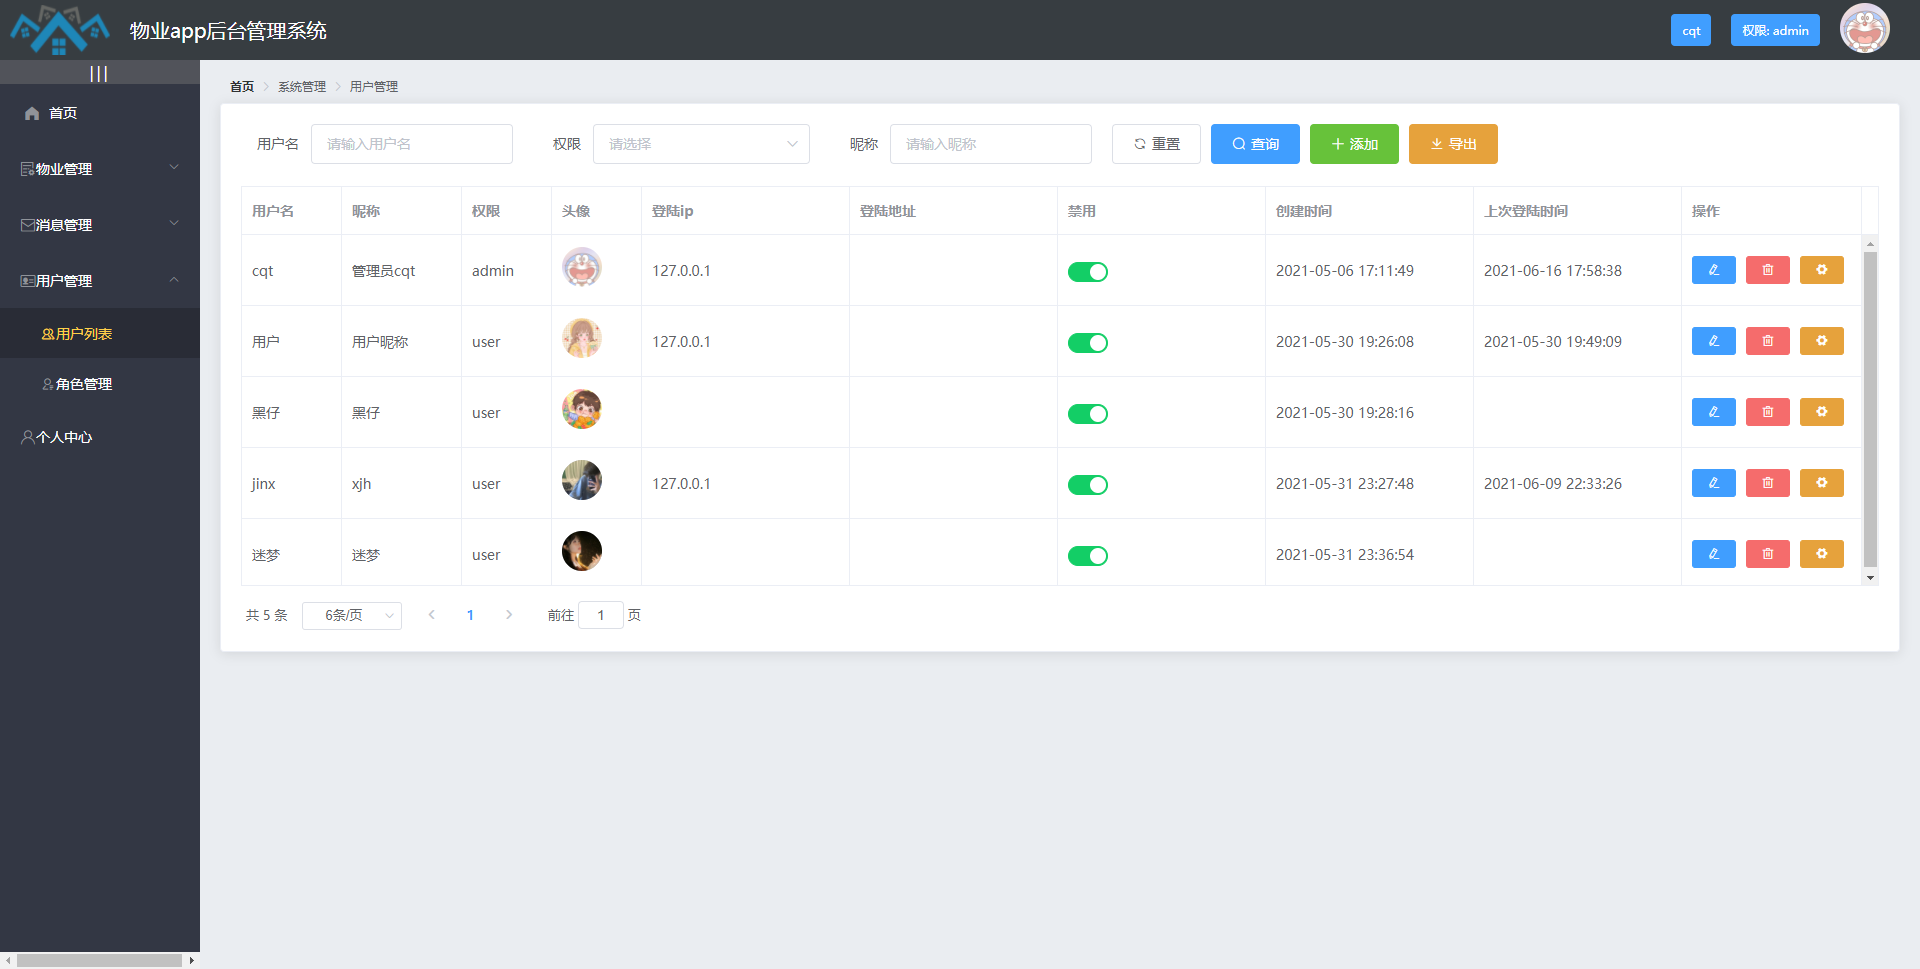 物业app后台管理系统
cqt
权限: admin
|||
首页
物业管理
消息管理
用户管理
用户列表
角色管理
个人中心
首页 系统管理 用户管理
用户名 请输入用户名 权限 请选择 昵称 请输入昵称 重置 查询 添加 导出
用户名 昵称 权限 头像 登陆ip 登陆地址 禁用 创建时间 上次登陆时间 操作
cqt 管理员cqt admin 127.0.0.1 2021-05-06 17:11:49 2021-06-16 17:58:38
用户 用户昵称 user 127.0.0.1 2021-05-30 19:26:08 2021-05-30 19:49:09
黑仔 黑仔 user 2021-05-30 19:28:16
jinx xjh user 127.0.0.1 2021-05-31 23:27:48 2021-06-09 22:33:26
迷梦 迷梦 user 2021-05-31 23:36:54
共 5 条 6条/页 1 前往 1 页